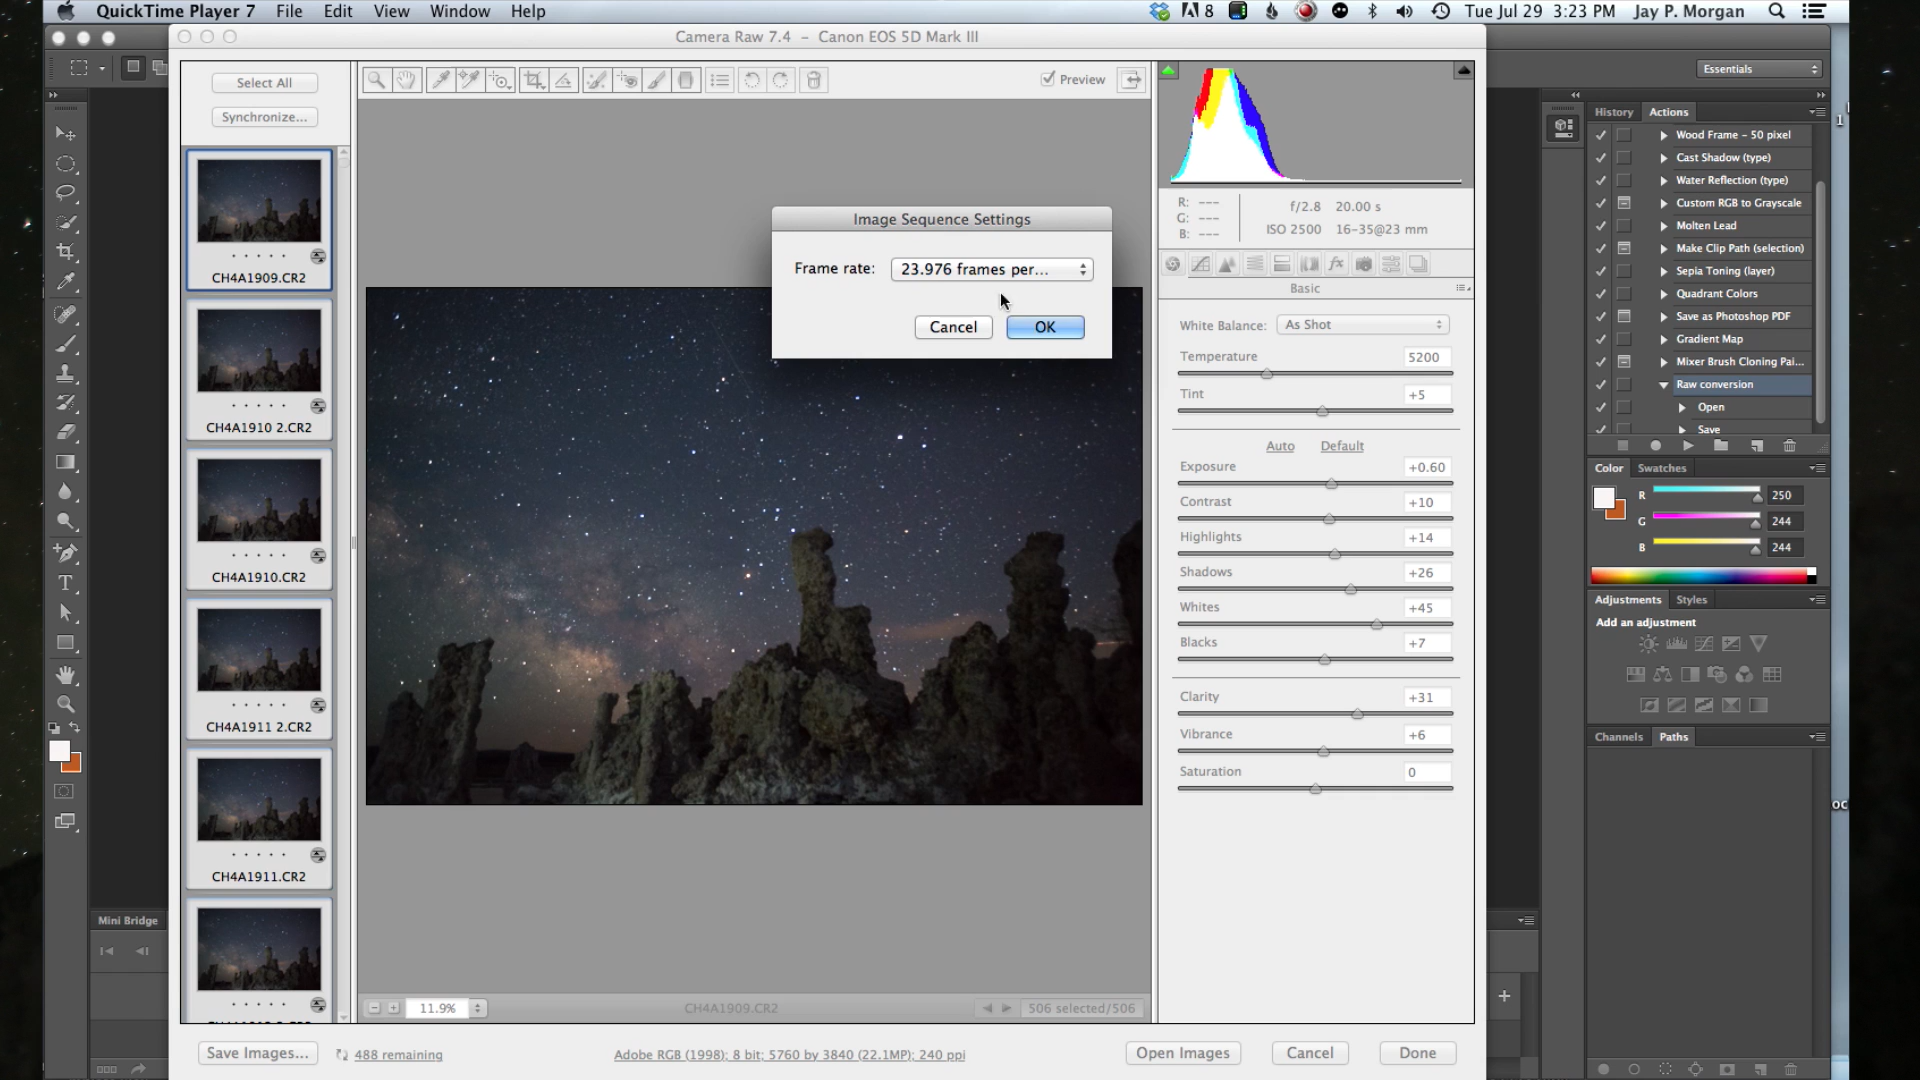 QuickTime Player 7 File Edit View Window Help
8 Tue Jul 29 3:23 PM Jay P. Morgan
Camera Raw 7.4 – Canon EOS 5D Mark III
Essentials
Select All
Synchronize...
Preview
CH4A1909.CR2
CH4A1910 2.CR2
CH4A1910.CR2
CH4A1911 2.CR2
CH4A1911.CR2
Image Sequence Settings
Frame rate: 23.976 frames per...
Cancel OK
11.9%
CH4A1909.CR2
506 selected/506
Save Images...
488 remaining
Adobe RGB (1998); 8 bit; 5760 by 3840 (22.1MP); 240 ppi
Open Images
Cancel
Done
R: ---
G: ---
B: ---
f/2.8 20.00 s
ISO 2500 16-35@23 mm
Basic
White Balance: As Shot
Temperature 5200
Tint +5
Auto Default
Exposure +0.60
Contrast +10
Highlights +14
Shadows +26
Whites +45
Blacks +7
Clarity +31
Vibrance +6
Saturation 0
History Actions
Wood Frame – 50 pixel
Cast Shadow (type)
Water Reflection (type)
Custom RGB to Grayscale
Molten Lead
Make Clip Path (selection)
Sepia Toning (layer)
Quadrant Colors
Save as Photoshop PDF
Gradient Map
Mixer Brush Cloning Pai...
Raw conversion
Open
Save
Color Swatches
R 250
G 244
B 244
Adjustments Styles
Add an adjustment
Channels Paths
Mini Bridge
1
oc